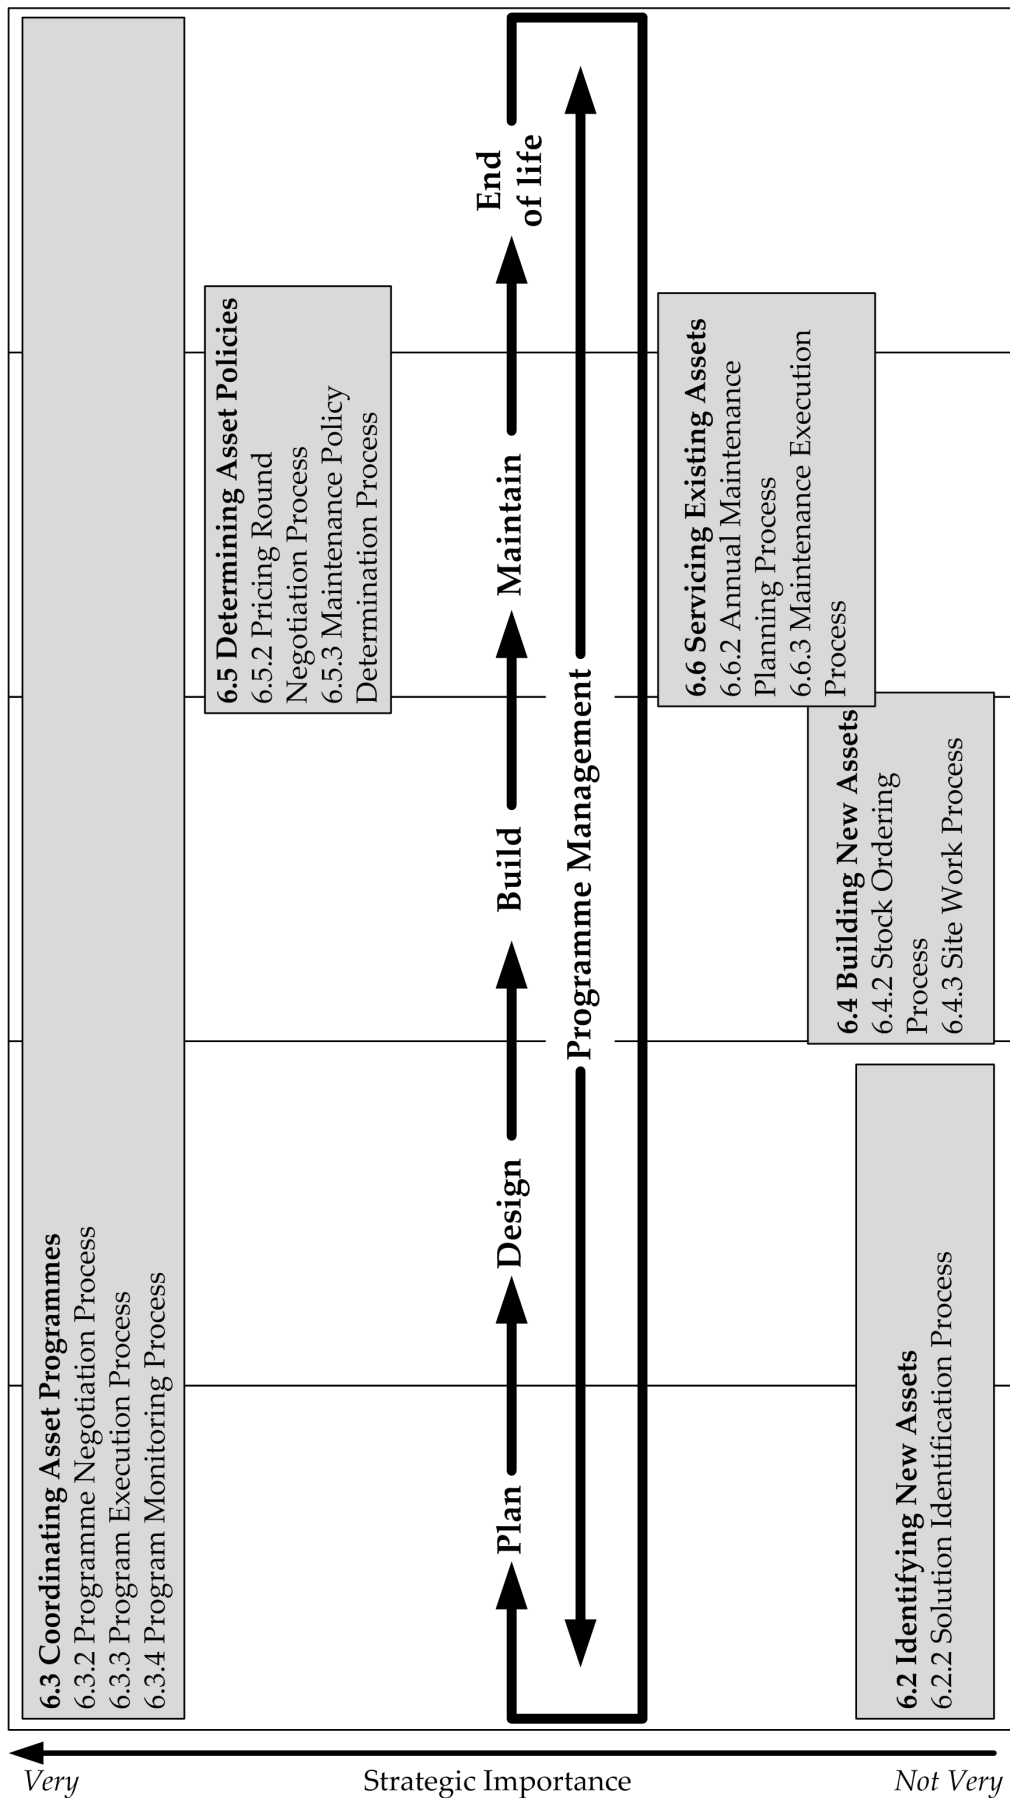 6.3 Coordinating Asset Programmes
6.3.2 Programme Negotiation Process
6.3.3 Program Execution Process
6.3.4 Program Monitoring Process
6.5 Determining Asset Policies
6.5.2 Pricing Round
Negotiation Process
6.5.3 Maintenance Policy
Determination Process
Plan
Design
Build
Maintain
End
of life
Programme Management
6.6 Servicing Existing Assets
6.6.2 Annual Maintenance
Planning Process
6.6.3 Maintenance Execution
Process
6.4 Building New Assets
6.4.2 Stock Ordering
Process
6.4.3 Site Work Process
6.2 Identifying New Assets
6.2.2 Solution Identification Process
Very
Strategic Importance
Not Very